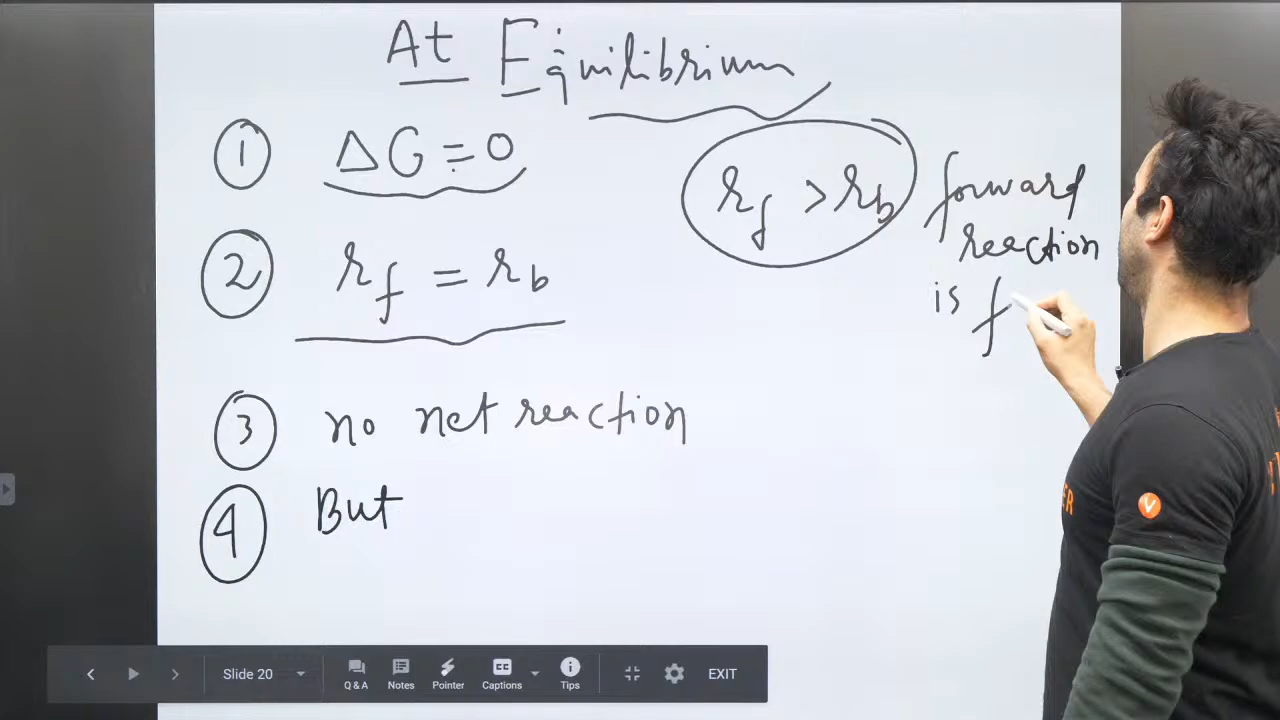 At Equilibrium
1 ΔG = 0
2 rf = rb
rf > rb forward
reaction
is f
3 no net reaction
4 But
Slide 20
Q & A Notes Pointer Captions Tips EXIT
V